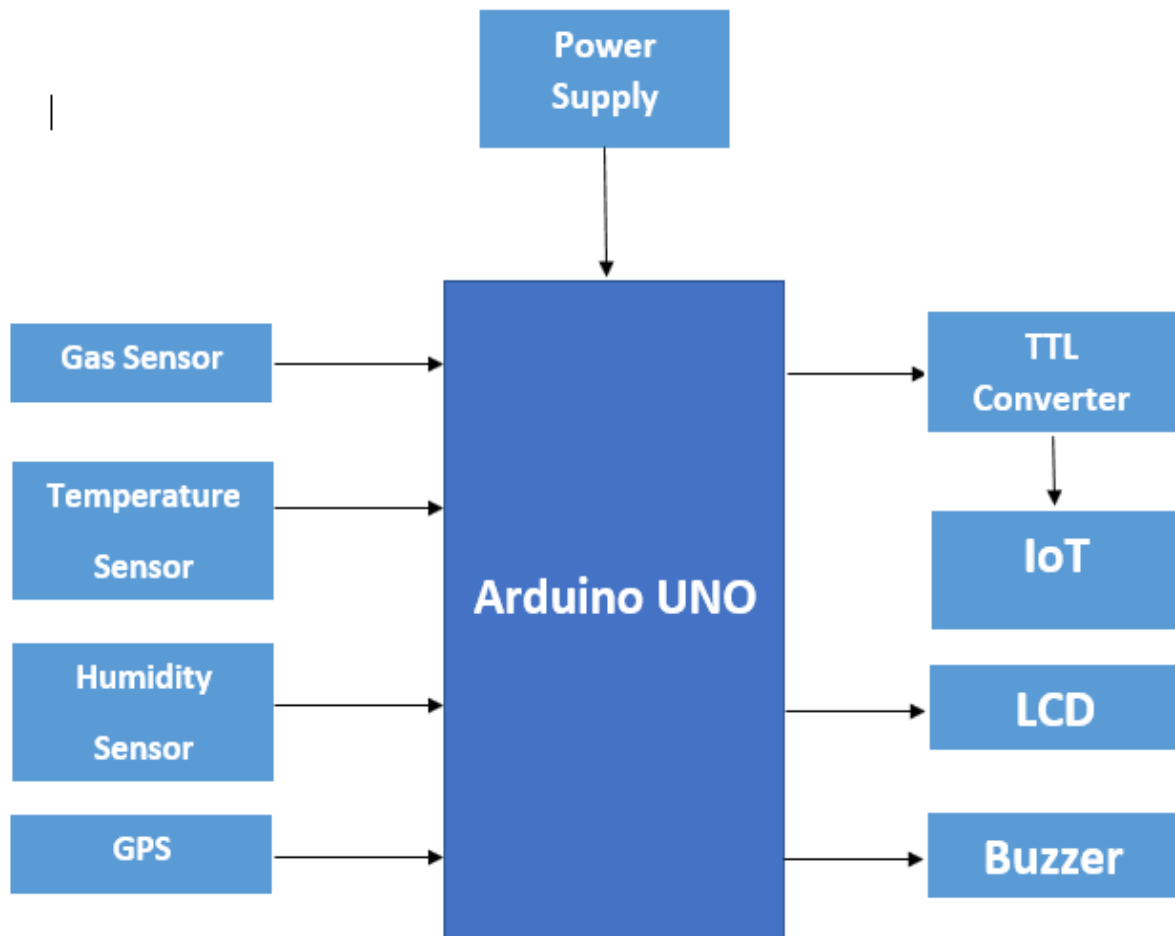 Power
Supply
Gas Sensor
TTL
Converter
Temperature
Sensor
IoT
Arduino UNO
Humidity
Sensor
LCD
GPS
Buzzer